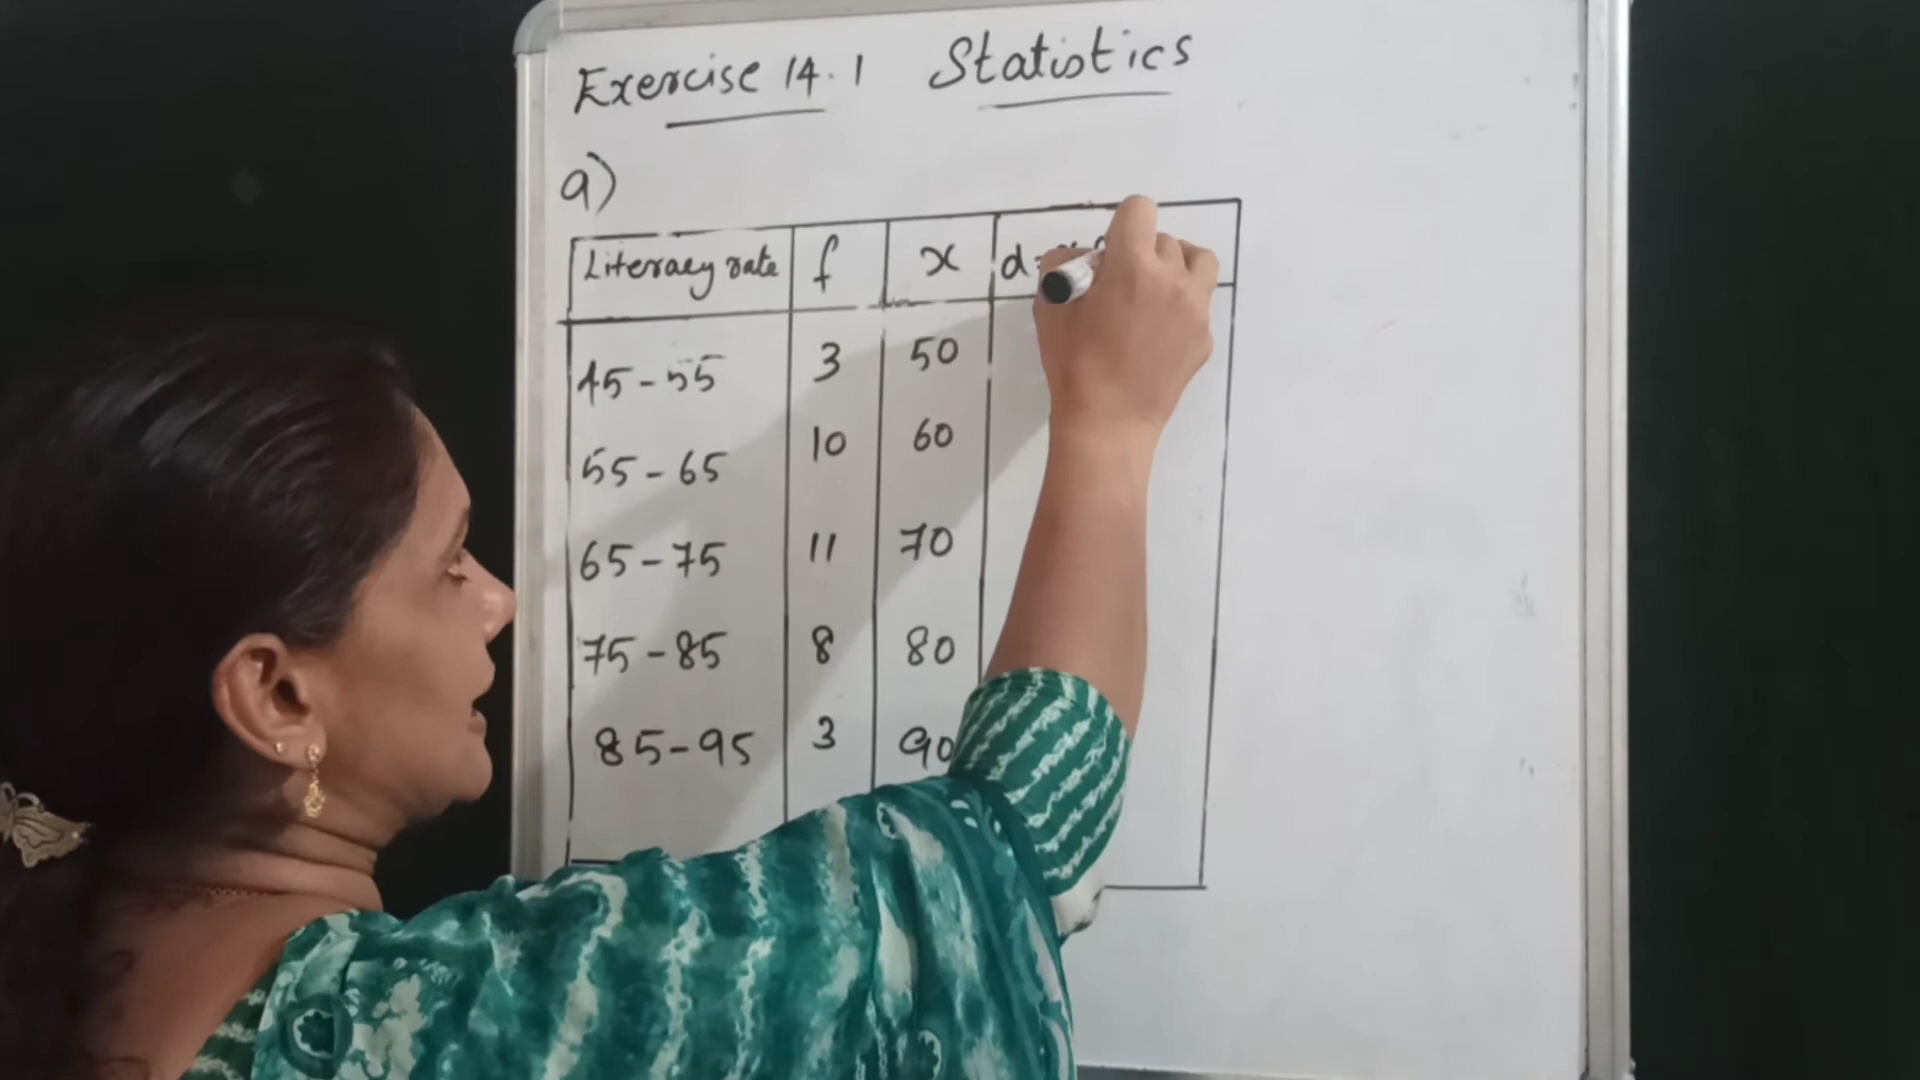 Exercise 14.1 Statistics
9)
Literacy rate f x d =
45-55 3 50
55-65 10 60
65-75 11 70
75-85 8 80
85-95 3 90